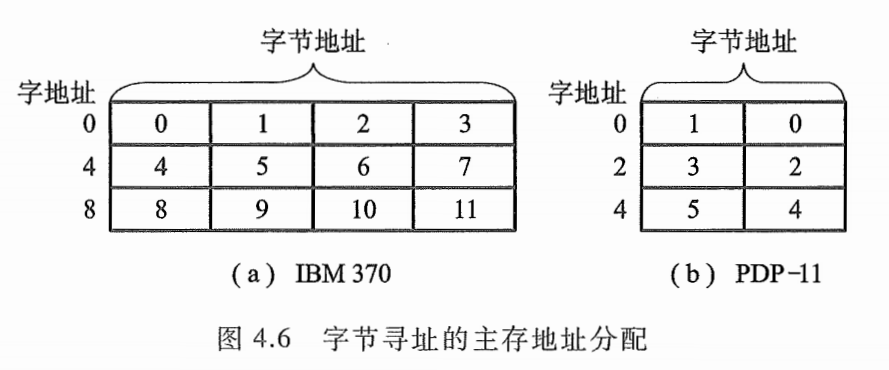 字节地址 字节地址
字地址 字地址
0 0 1 2 3 0 1 0
4 4 5 6 7 2 3 2
8 8 9 10 11 4 5 4
(a) IBM 370 (b) PDP-11
图 4.6 字节寻址的主存地址分配